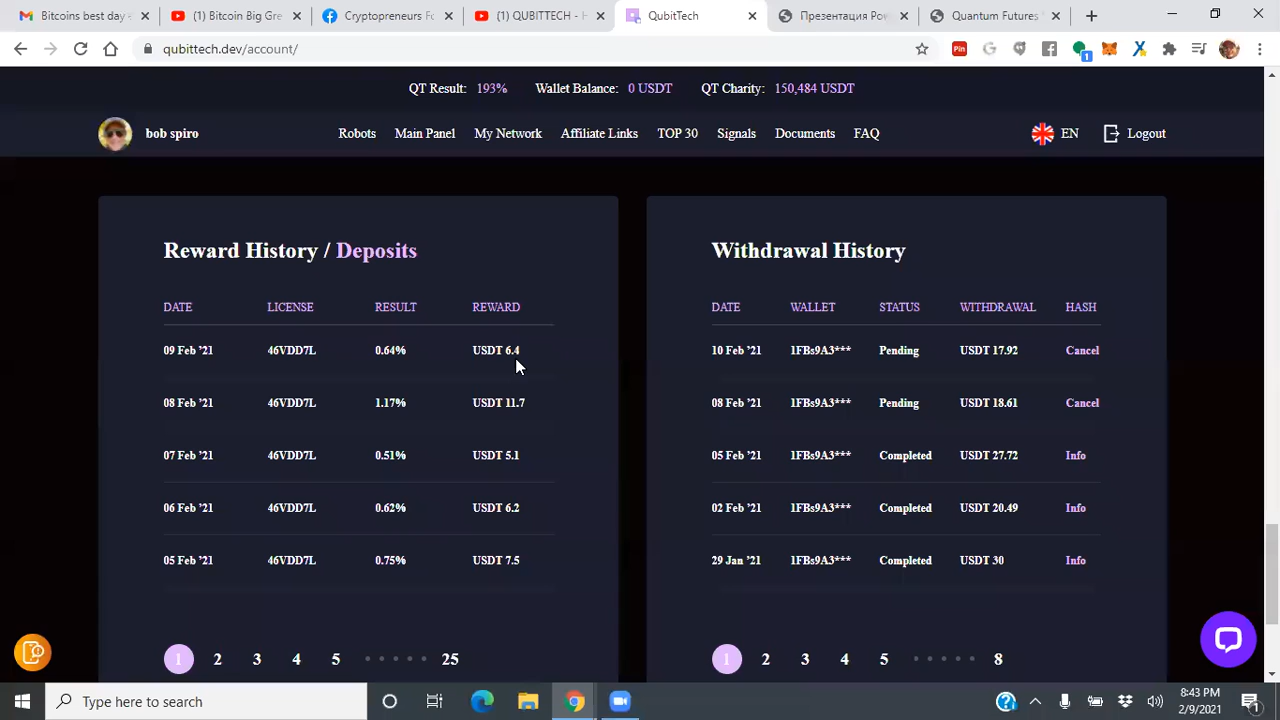 Bitcoins best day -
(1) Bitcoin Big Gre
Cryptopreneurs Fo
(1) QUBITTECH - H
QubitTech
Презентация Рой
Quantum Futures "
qubittech.dev/account/
Pin
1
QT Result: 193% Wallet Balance: 0 USDT QT Charity: 150,484 USDT
bob spiro
Robots Main Panel My Network Affiliate Links TOP 30 Signals Documents FAQ
EN
Logout
Reward History / Deposits
DATE LICENSE RESULT REWARD
09 Feb '21 46VDD7L 0.64% USDT 6.4
08 Feb '21 46VDD7L 1.17% USDT 11.7
07 Feb '21 46VDD7L 0.51% USDT 5.1
06 Feb '21 46VDD7L 0.62% USDT 6.2
05 Feb '21 46VDD7L 0.75% USDT 7.5
1 2 3 4 5 ····· 25
Withdrawal History
DATE WALLET STATUS WITHDRAWAL HASH
10 Feb '21 1FBs9A3*** Pending USDT 17.92 Cancel
08 Feb '21 1FBs9A3*** Pending USDT 18.61 Cancel
05 Feb '21 1FBs9A3*** Completed USDT 27.72 Info
02 Feb '21 1FBs9A3*** Completed USDT 20.49 Info
29 Jan '21 1FBs9A3*** Completed USDT 30 Info
1 2 3 4 5 ····· 8
Type here to search
8:43 PM
2/9/2021
1